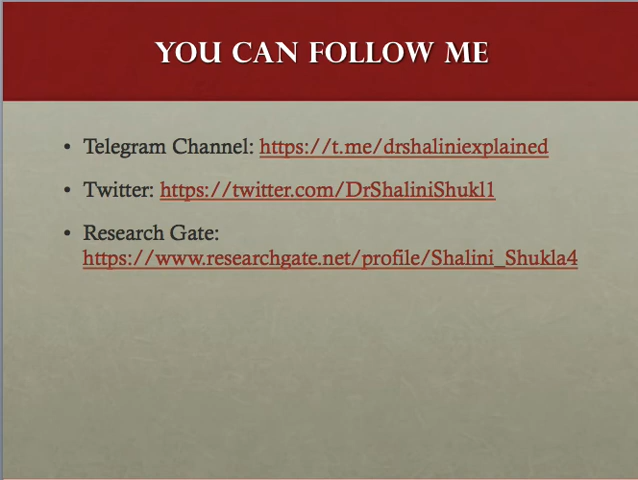 YOU CAN FOLLOW ME
• Telegram Channel: https://t.me/drshaliniexplained
• Twitter: https://twitter.com/DrShaliniShukl1
• Research Gate:
https://www.researchgate.net/profile/Shalini_Shukla4